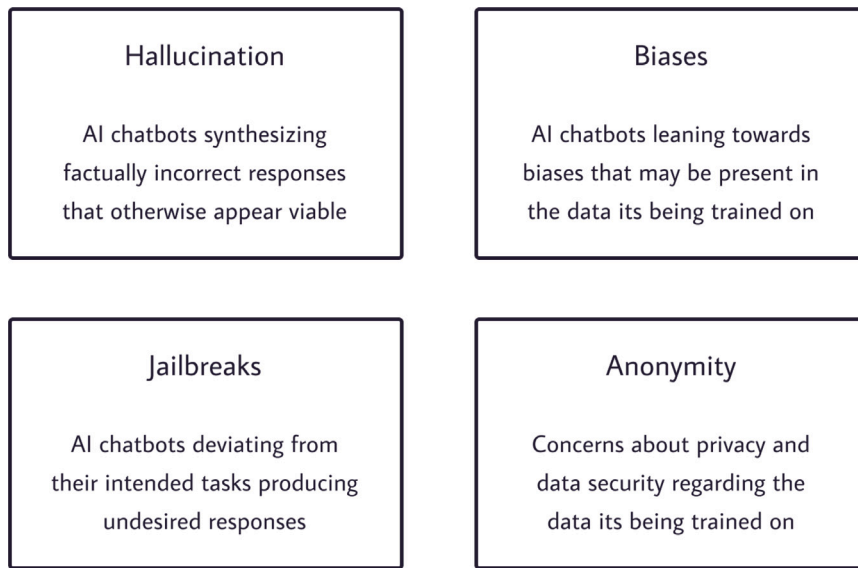 Hallucination
AI chatbots synthesizing
factually incorrect responses
that otherwise appear viable
Biases
AI chatbots leaning towards
biases that may be present in
the data its being trained on
Jailbreaks
AI chatbots deviating from
their intended tasks producing
undesired responses
Anonymity
Concerns about privacy and
data security regarding the
data its being trained on